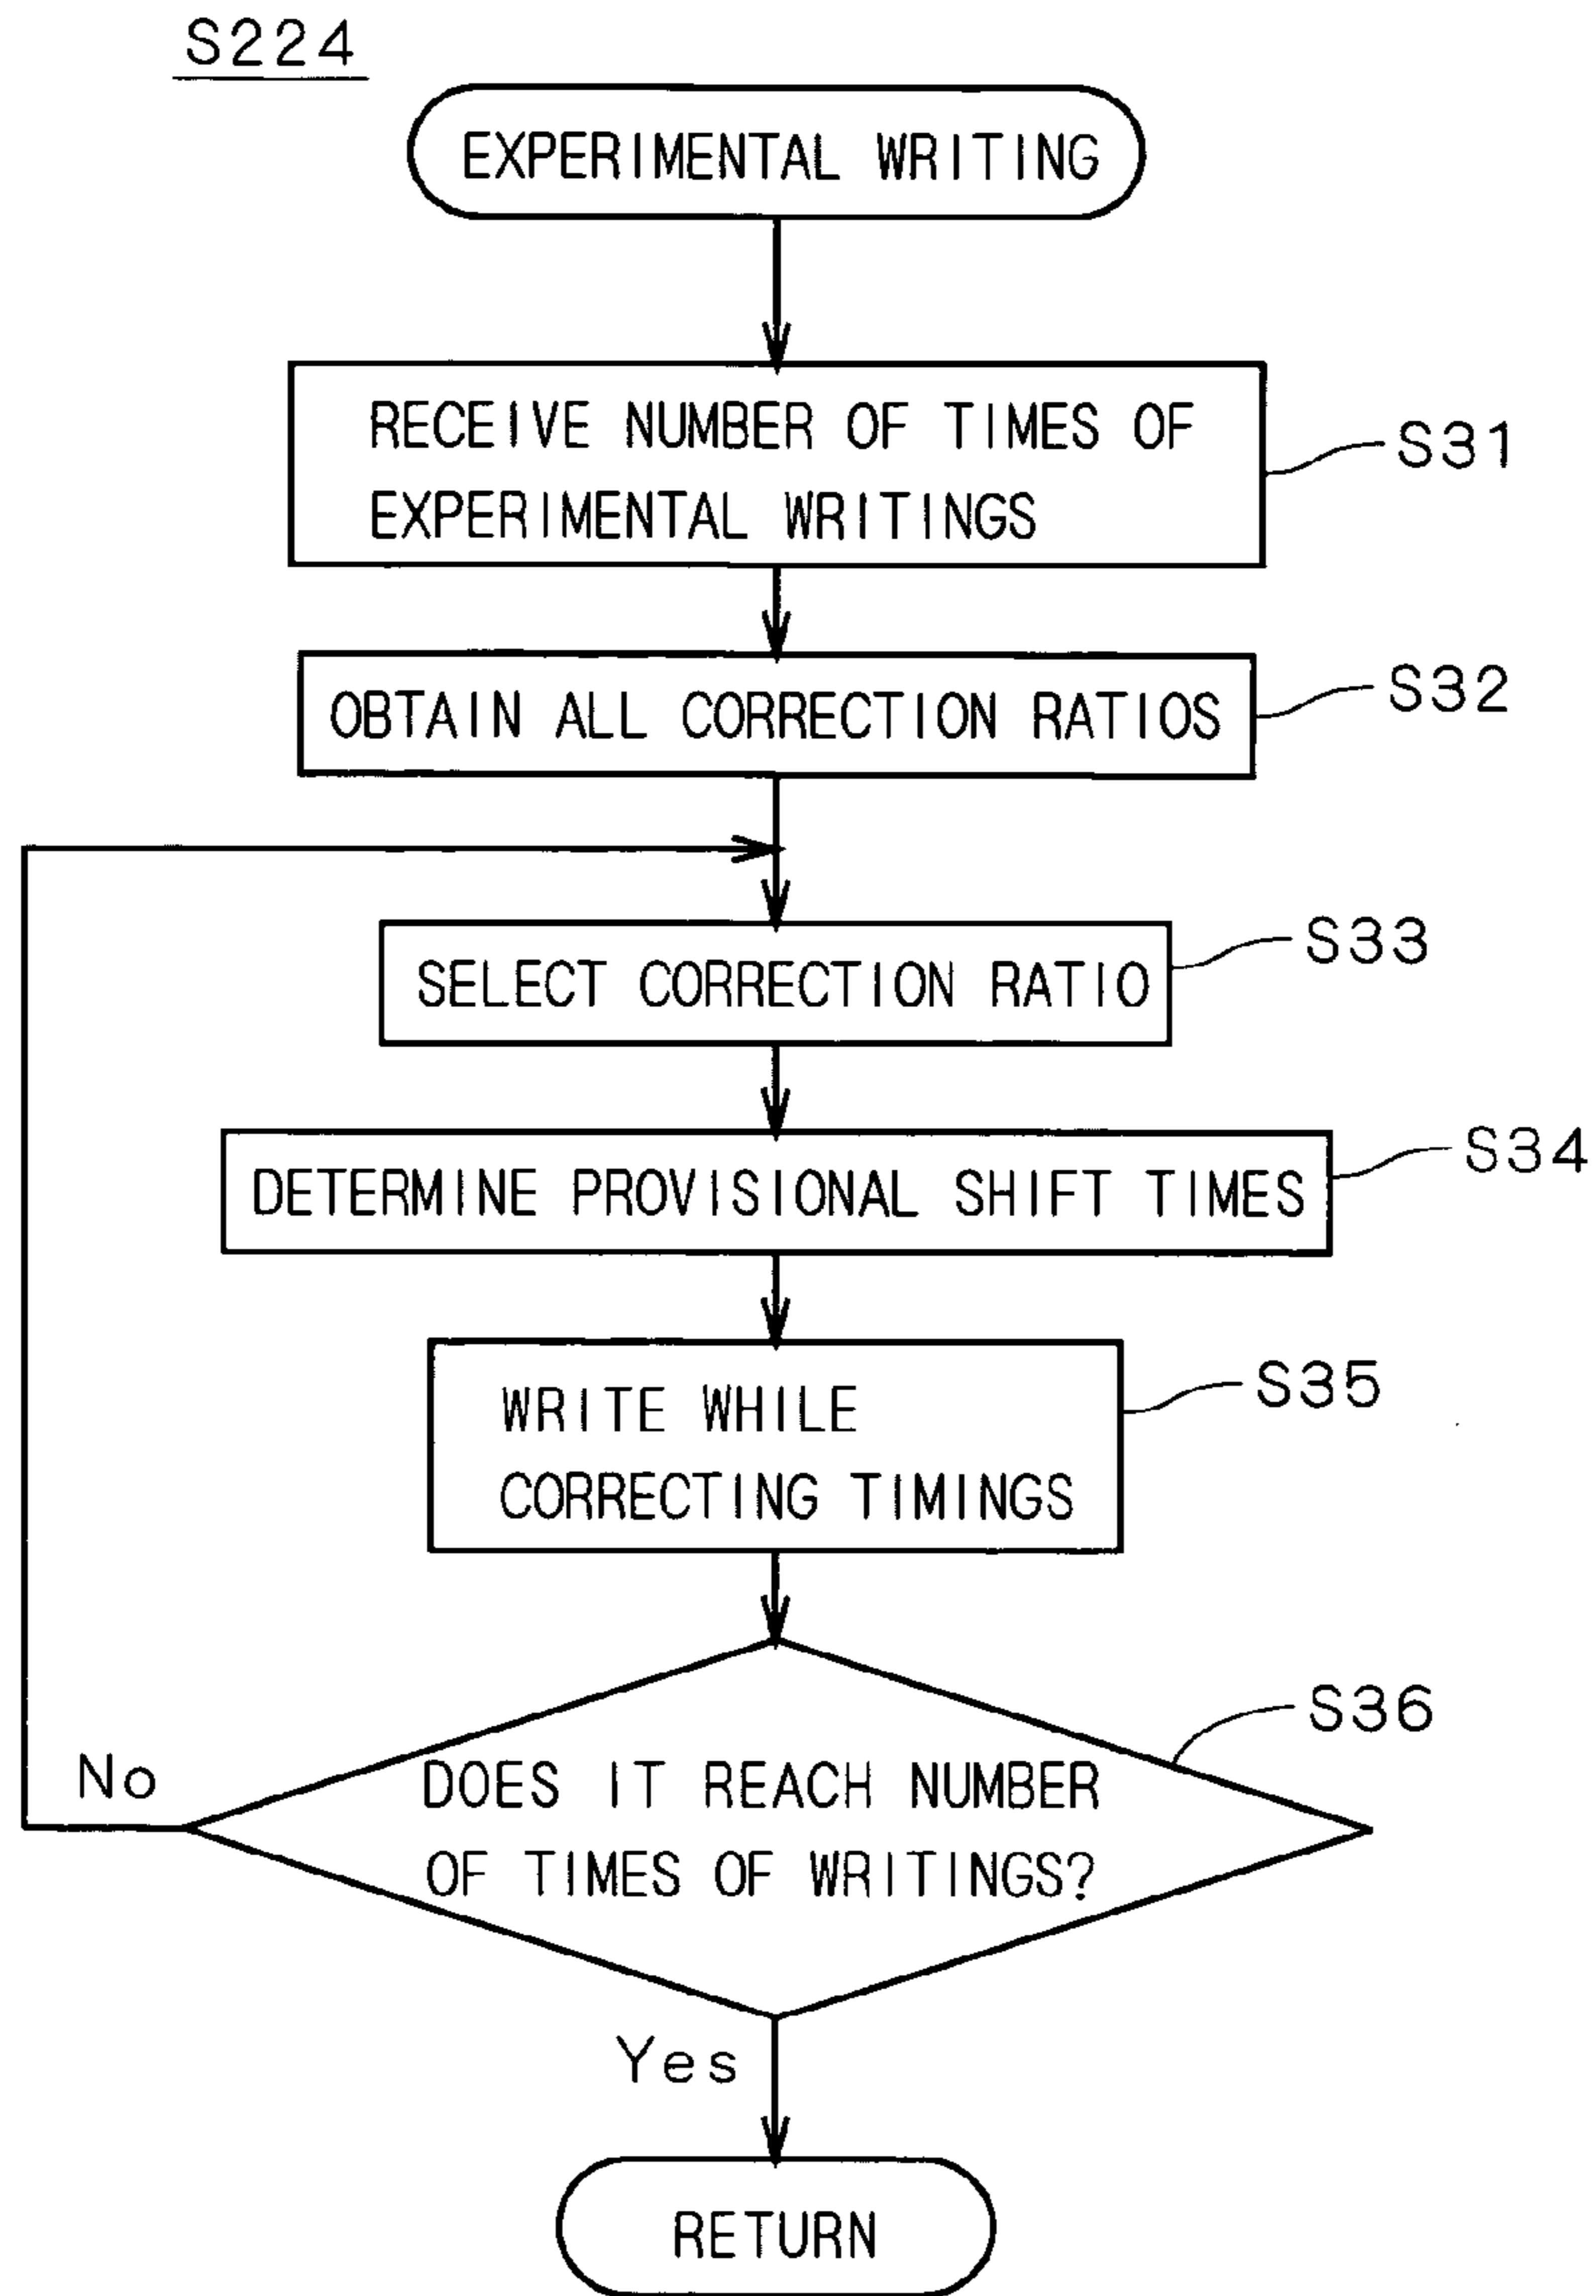 S224
EXPERIMENTAL WRITING
RECEIVE NUMBER OF TIMES OF
EXPERIMENTAL WRITINGS
S31
OBTAIN ALL CORRECTION RATIOS
S32
SELECT CORRECTION RATIO
S33
DETERMINE PROVISIONAL SHIFT TIMES
S34
WRITE WHILE
CORRECTING TIMINGS
S35
DOES IT REACH NUMBER
OF TIMES OF WRITINGS?
S36
No
Yes
RETURN